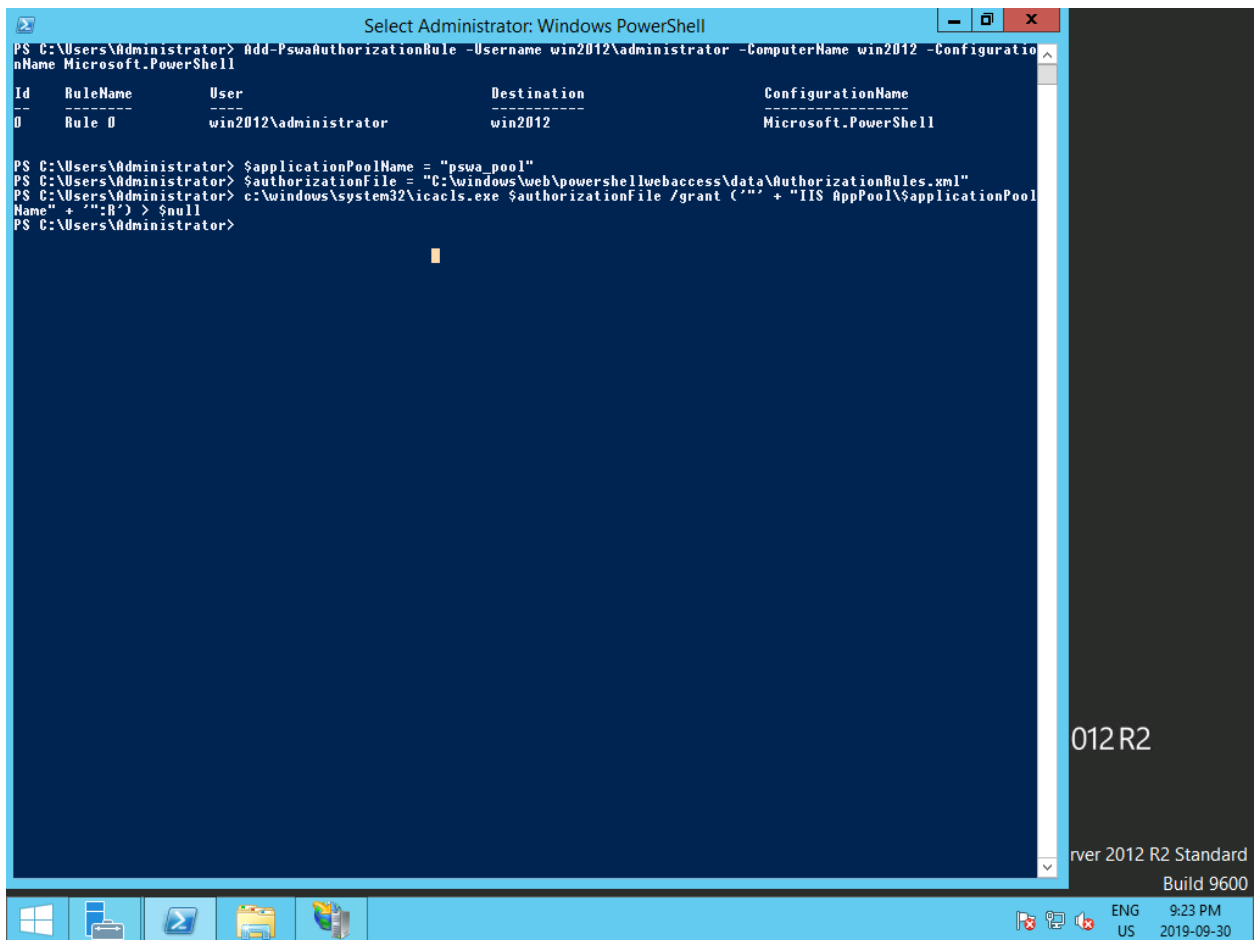 Select Administrator: Windows PowerShell
PS C:\Users\Administrator> Add-PswaAuthorizationRule -Username win2012\administrator -ComputerName win2012 -Configuratio
nName Microsoft.PowerShell
Id RuleName User Destination ConfigurationName
-- -------- ---- ----------- -----------------
0 Rule 0 win2012\administrator win2012 Microsoft.PowerShell
PS C:\Users\Administrator> $applicationPoolName = "pswa_pool"
PS C:\Users\Administrator> $authorizationFile = "C:\windows\web\powershellwebaccess\data\AuthorizationRules.xml"
PS C:\Users\Administrator> c:\windows\system32\icacls.exe $authorizationFile /grant ('"' + "IIS AppPool\$applicationPool
Name" + '":R') > $null
PS C:\Users\Administrator>
012 R2
rver 2012 R2 Standard
Build 9600
ENG 9:23 PM
US 2019-09-30